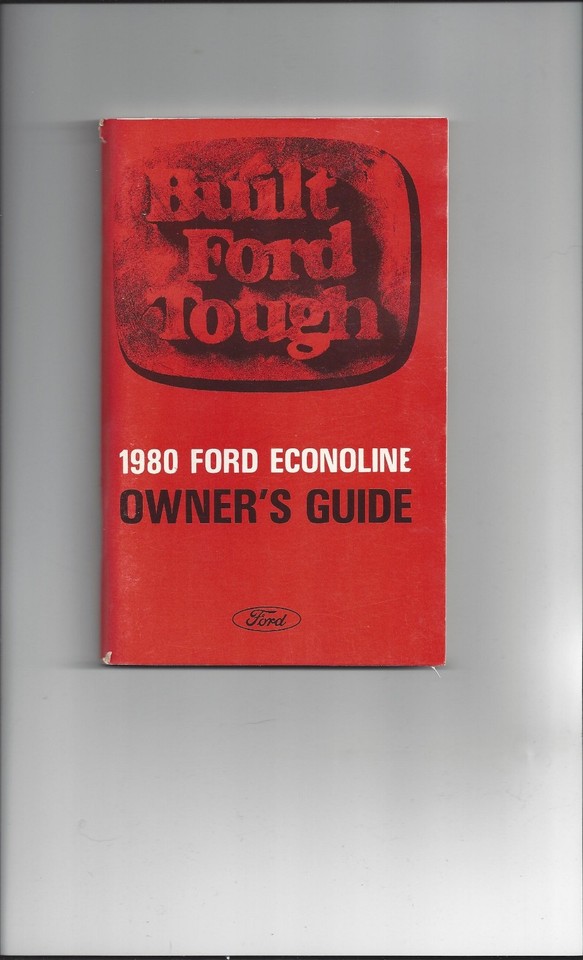 Built
Ford
Tough
1980 FORD ECONOLINE
OWNER'S GUIDE
Ford